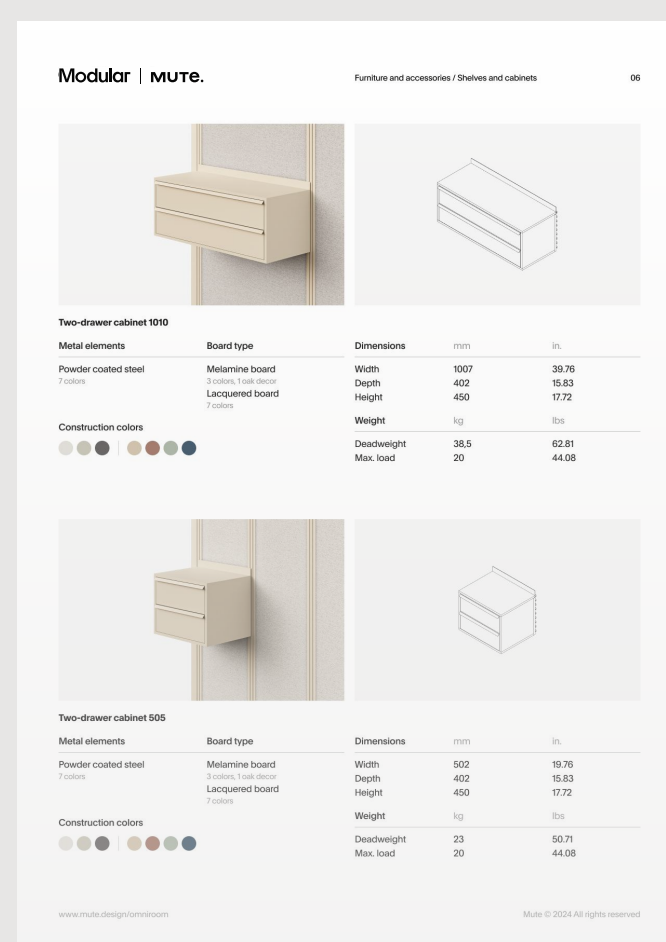 Modular | MUTE.
Furniture and accessories / Shelves and cabinets
06
Two-drawer cabinet 1010
Metal elements Board type
Powder coated steel Melamine board
7 colors 3 colors, 1 oak decor
Lacquered board
7 colors
Construction colors
Dimensions mm in.
Width 1007 39.76
Depth 402 15.83
Height 450 17.72
Weight kg lbs
Deadweight 38,5 62.81
Max. load 20 44.08
Two-drawer cabinet 505
Metal elements Board type
Powder coated steel Melamine board
7 colors 3 colors, 1 oak decor
Lacquered board
7 colors
Construction colors
Dimensions mm in.
Width 502 19.76
Depth 402 15.83
Height 450 17.72
Weight kg lbs
Deadweight 23 50.71
Max. load 20 44.08
www.mute.design/omniroom
Mute © 2024 All rights reserved